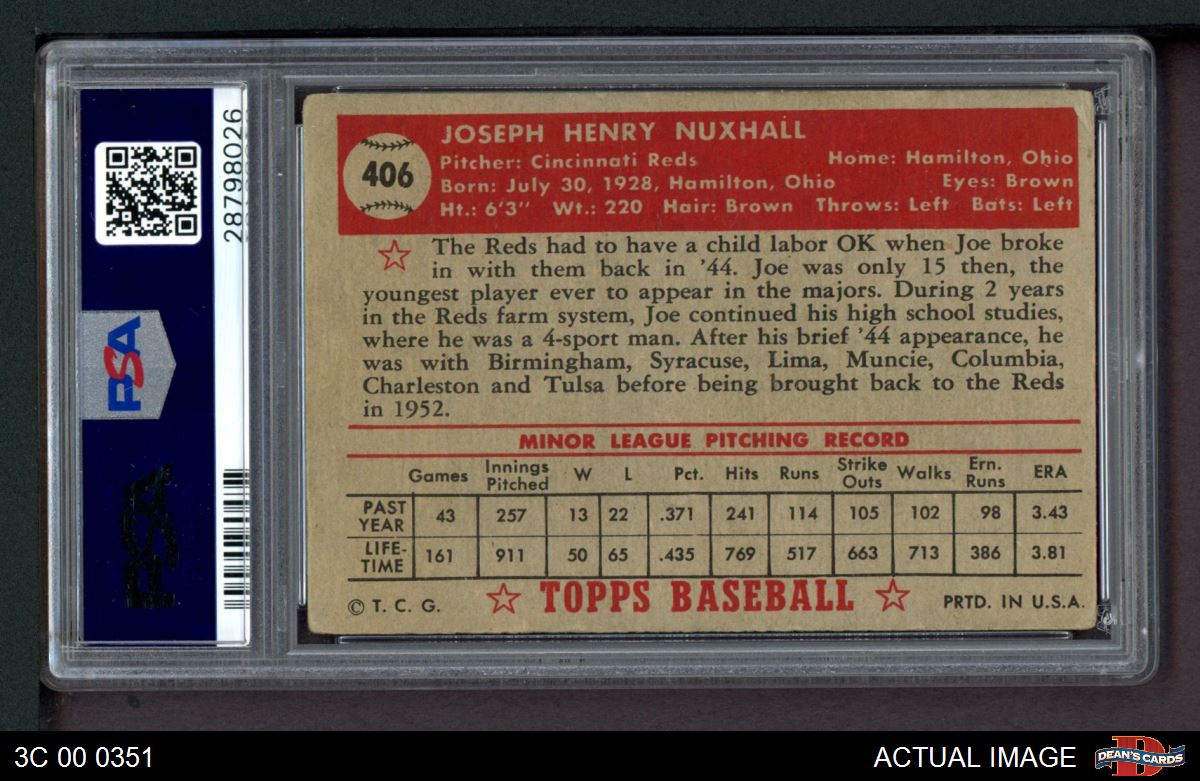 28798026
PSA
PSA
406
JOSEPH HENRY NUXHALL
Pitcher: Cincinnati Reds Home: Hamilton, Ohio
Born: July 30, 1928, Hamilton, Ohio Eyes: Brown
Ht.: 6'3" Wt.: 220 Hair: Brown Throws: Left Bats: Left
The Reds had to have a child labor OK when Joe broke
in with them back in '44. Joe was only 15 then, the
youngest player ever to appear in the majors. During 2 years
in the Reds farm system, Joe continued his high school studies,
where he was a 4-sport man. After his brief '44 appearance, he
was with Birmingham, Syracuse, Lima, Muncie, Columbia,
Charleston and Tulsa before being brought back to the Reds
in 1952.
MINOR LEAGUE PITCHING RECORD
Games Innings Pitched W L Pct. Hits Runs Strike Outs Walks Ern. Runs ERA
PAST YEAR 43 257 13 22 .371 241 114 105 102 98 3.43
LIFE-TIME 161 911 50 65 .435 769 517 663 713 386 3.81
© T. C. G. TOPPS BASEBALL PRTD. IN U.S.A.
3C 00 0351
ACTUAL IMAGE
D
DEAN'S CARDS